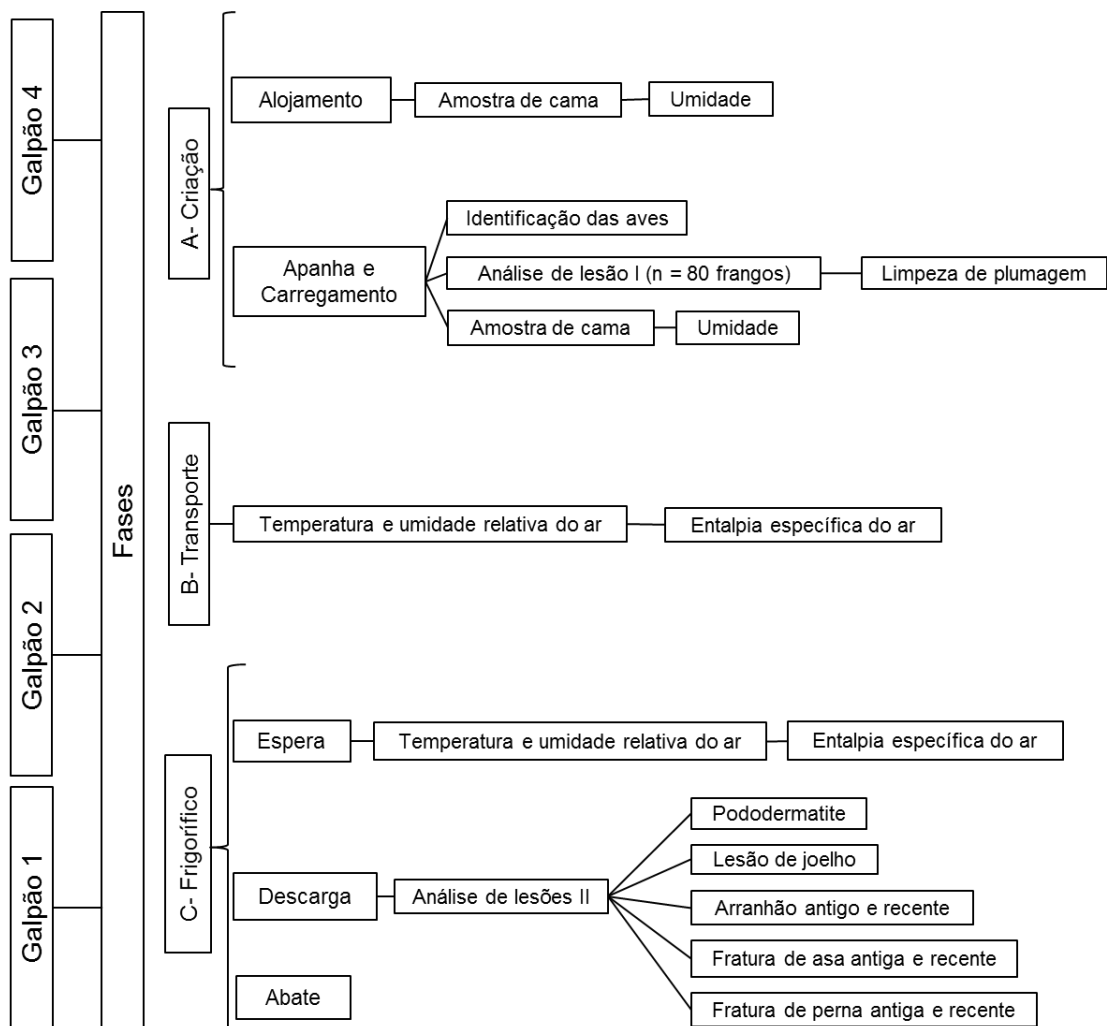 Galpão 4
Galpão 3
Galpão 2
Galpão 1
Fases
A- Criação
Alojamento
Amostra de cama
Umidade
Apanha e
Carregamento
Identificação das aves
Análise de lesão I (n = 80 frangos)
Limpeza de plumagem
Amostra de cama
Umidade
B- Transporte
Temperatura e umidade relativa do ar
Entalpia específica do ar
C- Frigorífico
Espera
Temperatura e umidade relativa do ar
Entalpia específica do ar
Descarga
Análise de lesões II
Pododermatite
Lesão de joelho
Arranhão antigo e recente
Fratura de asa antiga e recente
Fratura de perna antiga e recente
Abate